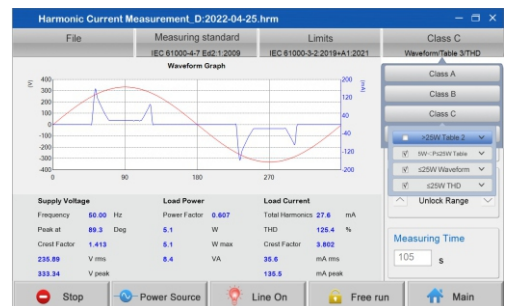 Harmonic Current Measurement_D:2022-04-25.hrm
File
Measuring standard
Limits
Class C
IEC 61000-4-7 Ed2.1:2009
IEC 61000-3-2:2019+A1:2021
Waveform/Table 3/THD
Waveform Graph
Class A
Class B
Class C
>25W Table 2
5W<P≤25W Table
≤25W Waveform
≤25W THD
Unlock Range
(V)
400
300
200
100
0
-100
-200
-300
-400
200
120
40
-40
-120
-200
(mA)
0
90
180
270
Supply Voltage
Load Power
Load Current
Frequency 50.00 Hz
Power Factor 0.607
Total Harmonics 27.6 mA
Peak at 89.3 Deg
5.1 W
THD 125.4 %
Crest Factor 1.413
5.1 W max
Crest Factor 3.802
235.89 V rms
8.4 VA
35.6 mA rms
333.34 V peak
135.5 mA peak
Measuring Time
105 s
Stop
Power Source
Line On
Free run
Main